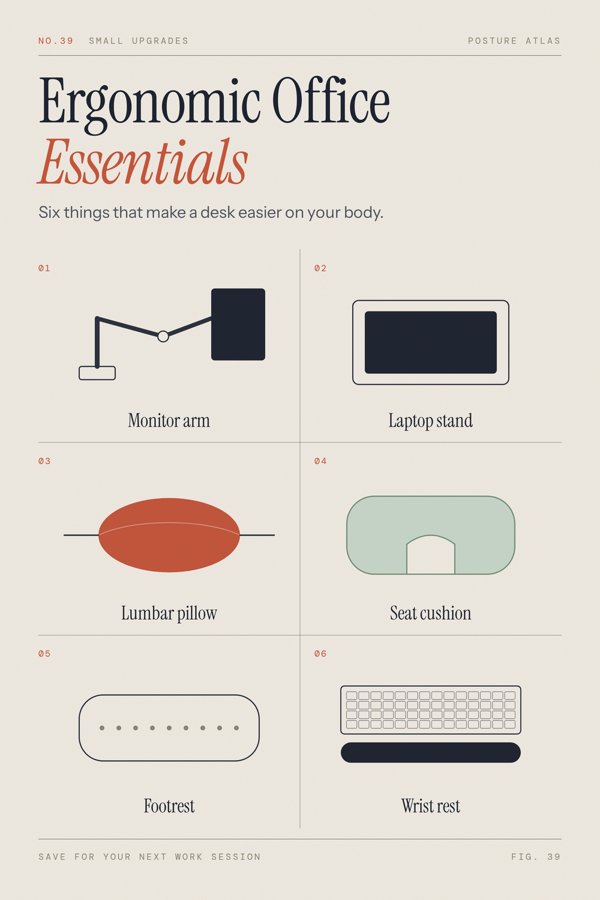 NO.39 SMALL UPGRADES
POSTURE ATLAS
Ergonomic Office
Essentials
Six things that make a desk easier on your body.
01
02
Monitor arm
Laptop stand
03
04
Lumbar pillow
Seat cushion
05
06
Footrest
Wrist rest
SAVE FOR YOUR NEXT WORK SESSION
FIG. 39